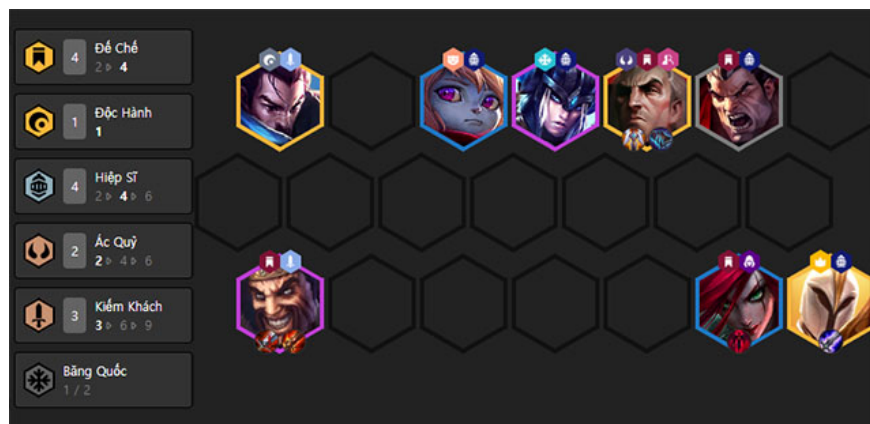 4
Đế Chế
2 ▹ 4
1
Độc Hành
1
4
Hiệp Sĩ
2 ▹ 4 ▹ 6
2
Ác Quỷ
2 ▹ 4 ▹ 6
3
Kiếm Khách
3 ▹ 6 ▹ 9
Băng Quốc
1 / 2